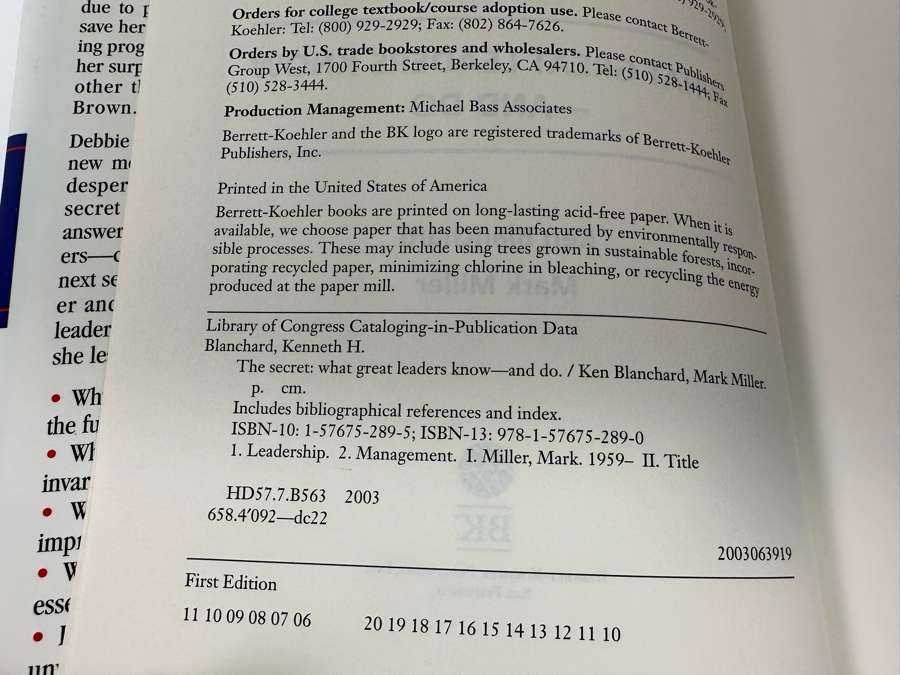 due to
save her
ing prog
her surp
other
Brown.
Debbie
new
desper
secret
answer
ers—
next se
er and
leader
she le
• Wh
the fu
• Wh
invar
• W
impr
• W
esse
•
929-2929;
Orders for college textbook/course adoption use. Please contact Berrett-
Koehler: Tel: (800) 929-2929; Fax: (802) 864-7626.
Orders by U.S. trade bookstores and wholesalers. Please contact Publishers
Group West, 1700 Fourth Street, Berkeley, CA 94710. Tel: (510) 528-1444; Fax
(510) 528-3444.
Production Management: Michael Bass Associates
Berrett-Koehler and the BK logo are registered trademarks of Berrett-Koehler
Publishers, Inc.
Printed in the United States of America
Berrett-Koehler books are printed on long-lasting acid-free paper. When it is
available, we choose paper that has been manufactured by environmentally respon-
sible processes. These may include using trees grown in sustainable forests, incor-
porating recycled paper, minimizing chlorine in bleaching, or recycling the energy
produced at the paper mill.
Library of Congress Cataloging-in-Publication Data
Blanchard, Kenneth H.
The secret: what great leaders know—and do. / Ken Blanchard, Mark Miller.
p. cm.
Includes bibliographical references and index.
ISBN-10: 1-57675-289-5; ISBN-13: 978-1-57675-289-0
1. Leadership. 2. Management. I. Miller, Mark. 1959– II. Title
HD57.7.B563 2003
658.4'092—dc22
2003063919
First Edition
11 10 09 08 07 06 20 19 18 17 16 15 14 13 12 11 10